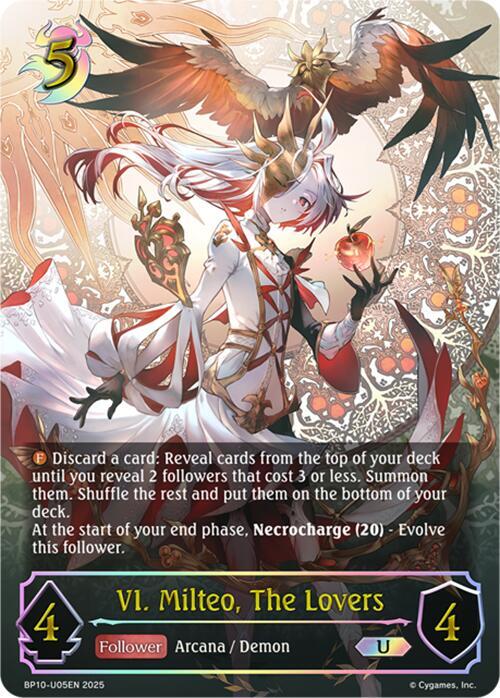 5
F Discard a card: Reveal cards from the top of your deck
until you reveal 2 followers that cost 3 or less. Summon
them. Shuffle the rest and put them on the bottom of your
deck.
At the start of your end phase, Necrocharge (20) - Evolve
this follower.
VI. Milteo, The Lovers
4
4
Follower Arcana / Demon
U
BP10-U05EN 2025
© Cygames, Inc.